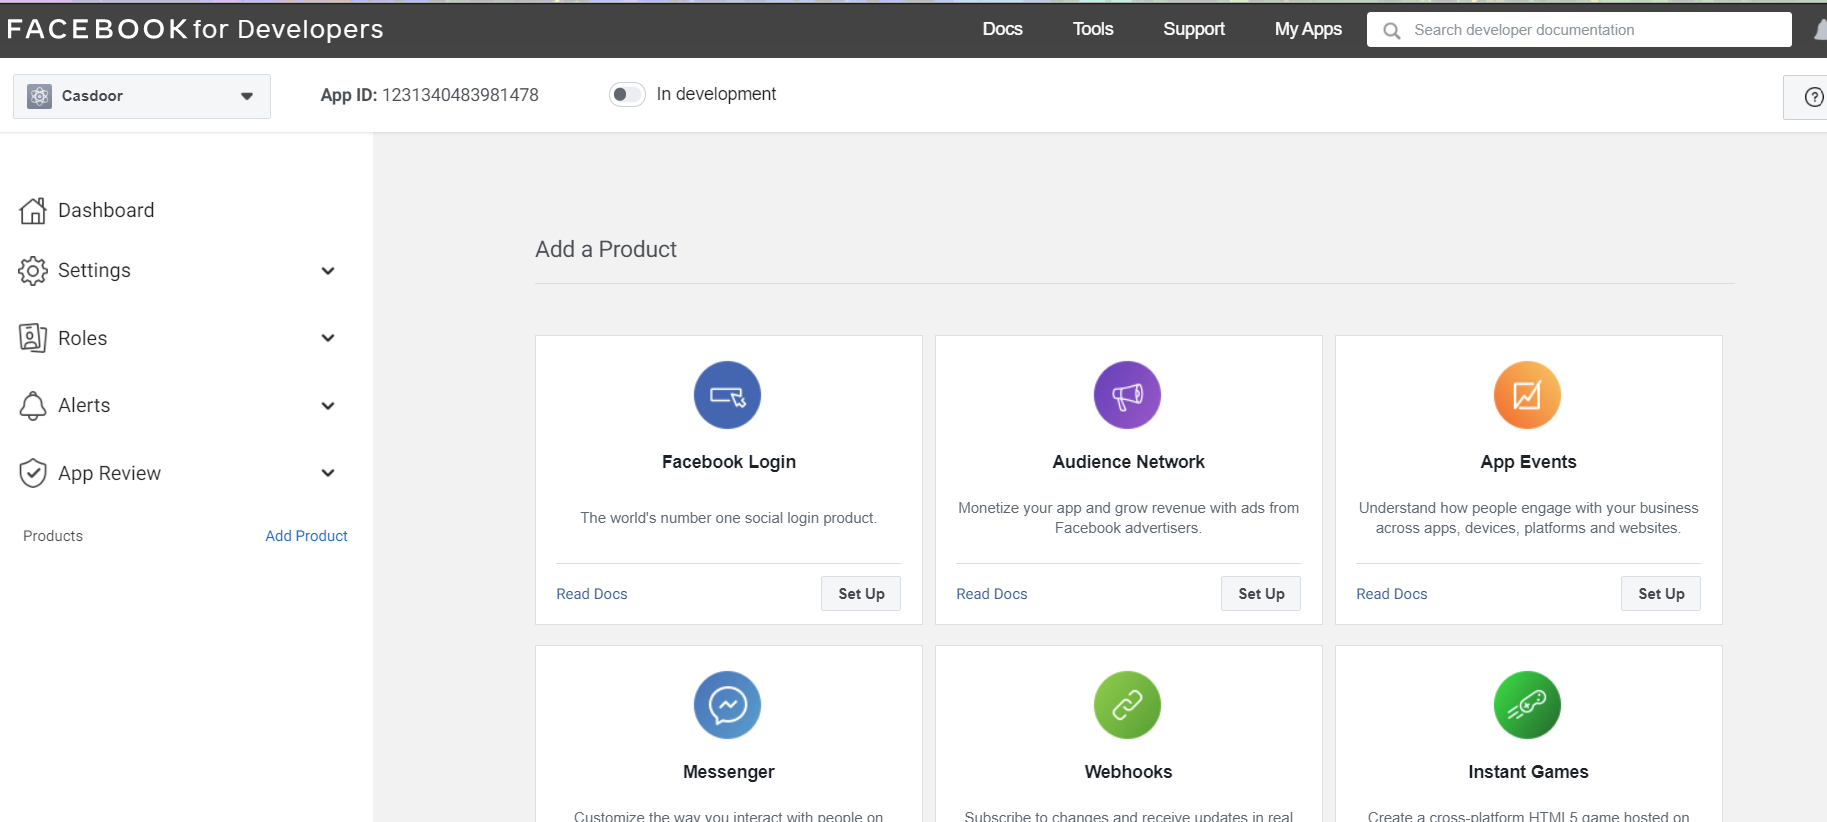 FACEBOOK for Developers
Docs
Tools
Support
My Apps
Search developer documentation
Casdoor
App ID: 1231340483981478
In development
Dashboard
Settings
Roles
Alerts
App Review
Products
Add Product
Add a Product
Facebook Login
The world's number one social login product.
Read Docs
Set Up
Audience Network
Monetize your app and grow revenue with ads from
Facebook advertisers.
Read Docs
Set Up
App Events
Understand how people engage with your business
across apps, devices, platforms and websites.
Read Docs
Set Up
Messenger
Customize the way you interact with people on
Webhooks
Subscribe to changes and receive updates in real
Instant Games
Create a cross-platform HTML5 game hosted on